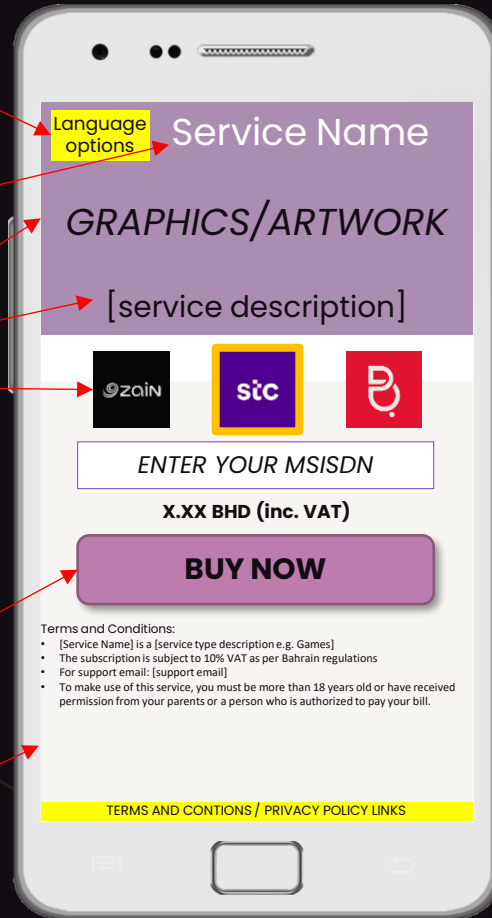 Language
options
Service Name
GRAPHICS/ARTWORK
[service description]
zain
stc
ENTER YOUR MSISDN
X.XX BHD (inc. VAT)
BUY NOW
Terms and Conditions:
• [Service Name] is a [service type description e.g. Games]
• The subscription is subject to 10% VAT as per Bahrain regulations
• For support email: [support email]
• To make use of this service, you must be more than 18 years old or have received
permission from your parents or a person who is authorized to pay your bill.
TERMS AND CONTIONS / PRIVACY POLICY LINKS